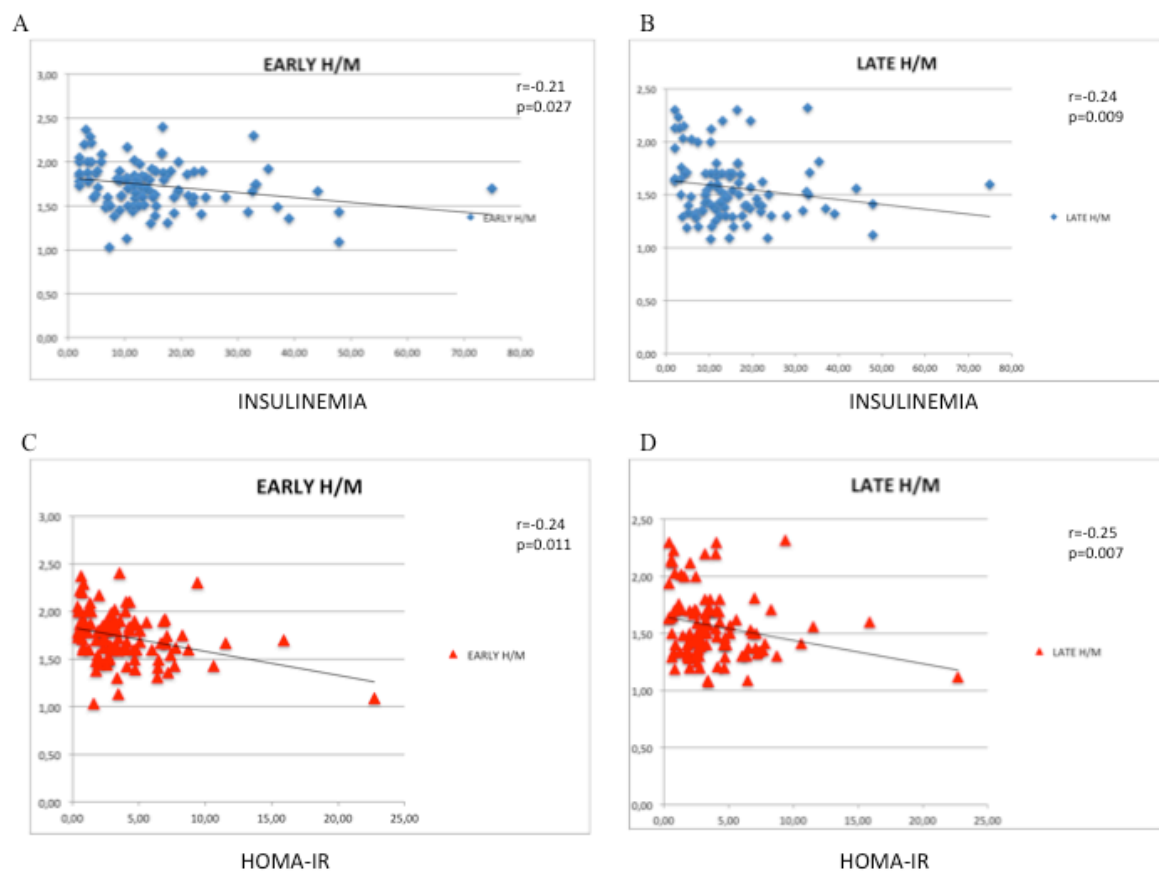 A
EARLY H/M
r=-0.21
p=0.027
3,00
2,50
2,00
1,50
1,00
0,50
0,00
EARLY H/M
0,00 10,00 20,00 30,00 40,00 50,00 60,00 70,00 80,00
INSULINEMIA
B
LATE H/M
r=-0.24
p=0.009
2,50
2,00
1,50
1,00
0,50
0,00
LATE H/M
0,00 10,00 20,00 30,00 40,00 50,00 60,00 70,00 80,00
INSULINEMIA
C
EARLY H/M
r=-0.24
p=0.011
3,00
2,50
2,00
1,50
1,00
0,50
0,00
EARLY H/M
0,00 5,00 10,00 15,00 20,00 25,00
HOMA-IR
D
LATE H/M
r=-0.25
p=0.007
2,50
2,00
1,50
1,00
0,50
0,00
LATE H/M
0,00 5,00 10,00 15,00 20,00 25,00
HOMA-IR